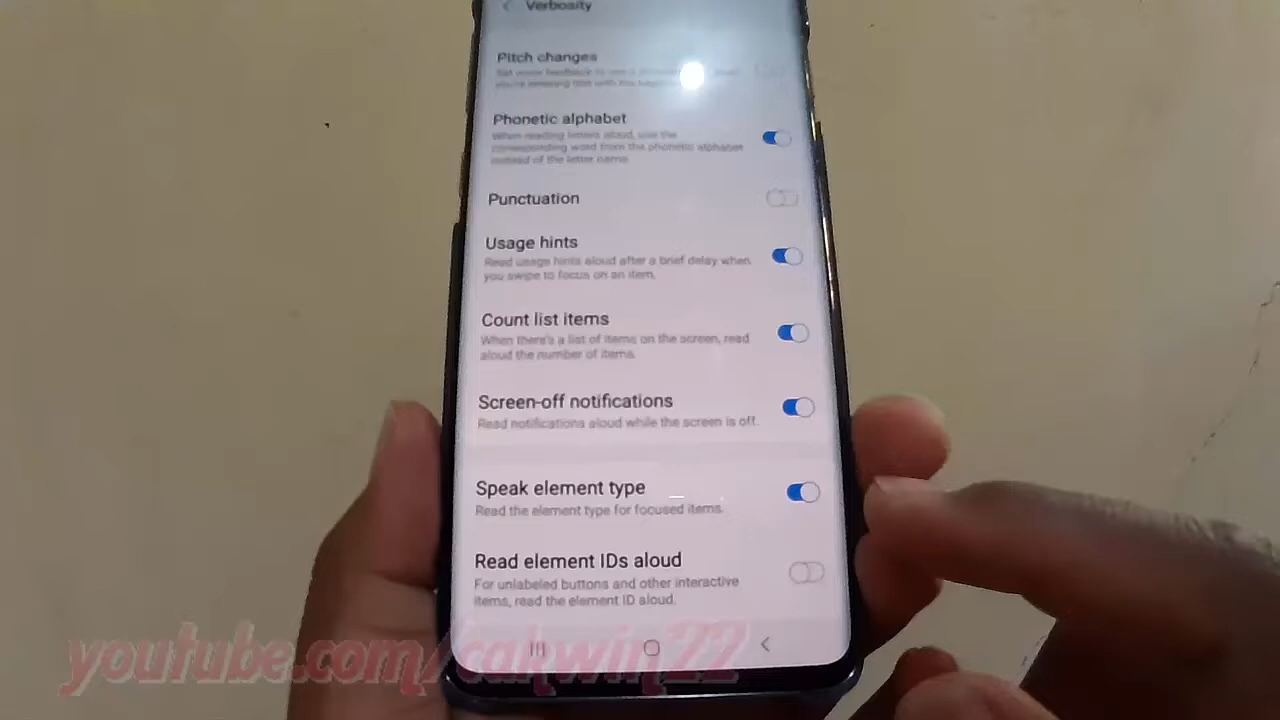 Verbosity
Pitch changes
Phonetic alphabet
When reading letters aloud, use the
corresponding word from the phonetic alphabet
instead of the letter name.
Punctuation
Usage hints
Read usage hints aloud after a brief delay when
you swipe to focus on an item.
Count list items
When there's a list of items on the screen, read
aloud the number of items.
Screen-off notifications
Read notifications aloud while the screen is off.
Speak element type
Read the element type for focused items.
Read element IDs aloud
For unlabeled buttons and other interactive
items, read the element ID aloud.
youtube.com/cakwin22